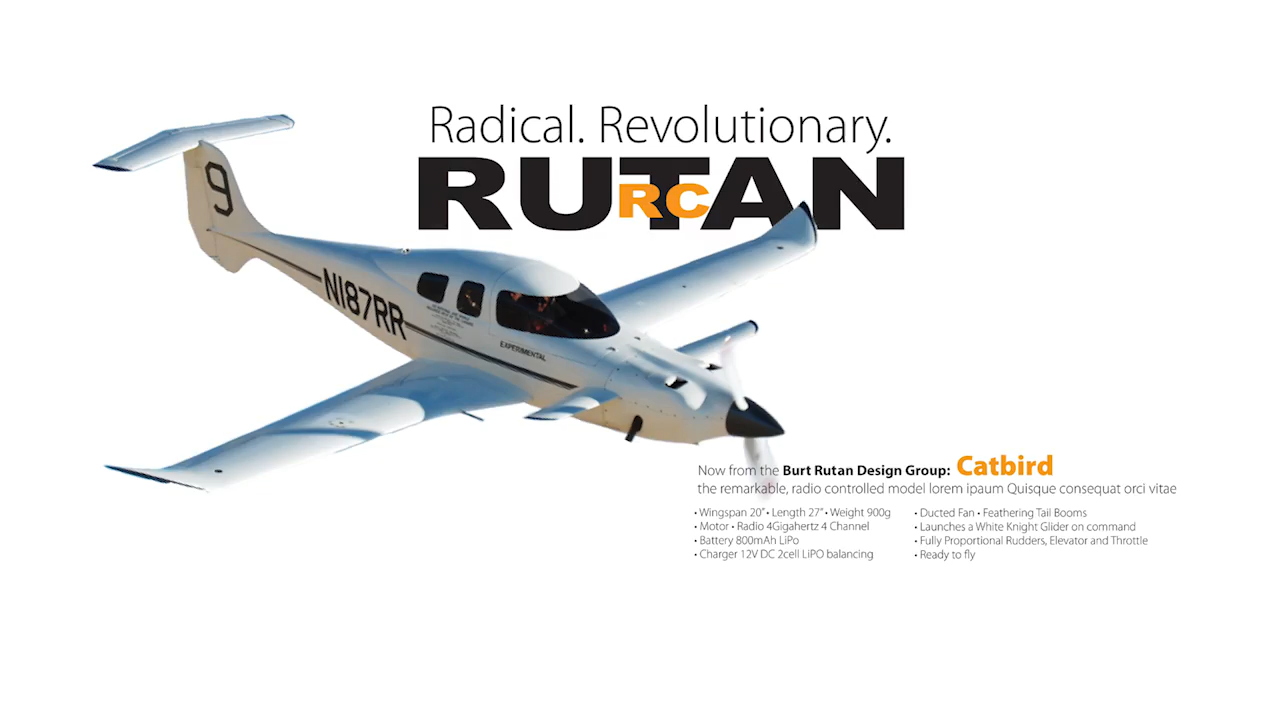 Radical. Revolutionary.
RUTAN
RC
9
N187RR
EXPERIMENTAL
Now from the Burt Rutan Design Group: Catbird
the remarkable, radio controlled model lorem ipaum Quisque consequat orci vitae
• Wingspan 20" • Length 27" • Weight 900g
• Motor • Radio 4Gigahertz 4 Channel
• Battery 800mAh LiPo
• Charger 12V DC 2cell LiPO balancing
• Ducted Fan • Feathering Tail Booms
• Launches a White Knight Glider on command
• Fully Proportional Rudders, Elevator and Throttle
• Ready to fly